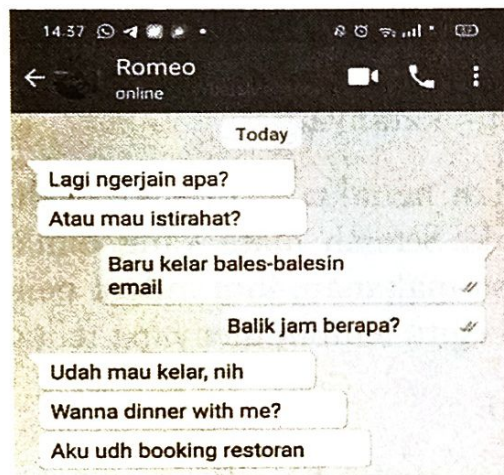 14.37
Romeo
online
Today
Lagi ngerjain apa?
Atau mau istirahat?
Baru kelar bales-balesin
email
Balik jam berapa?
Udah mau kelar, nih
Wanna dinner with me?
Aku udh booking restoran